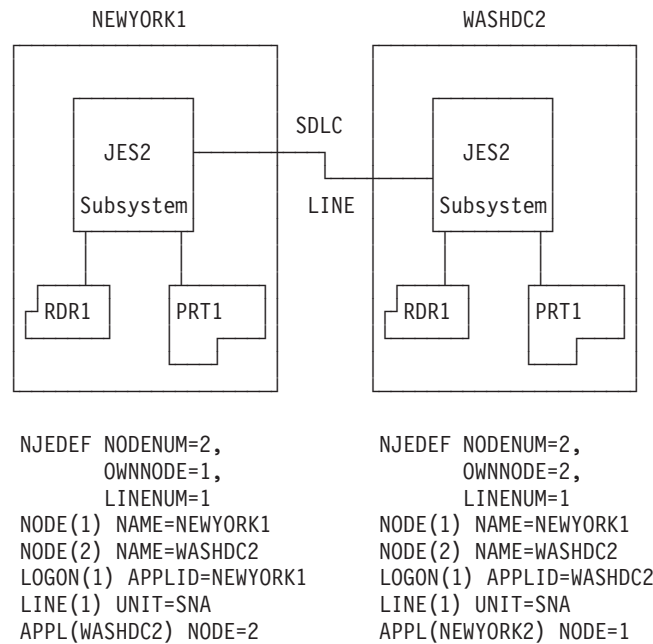 NEWYORK1 WASHDC2
SDLC
JES2 JES2
Subsystem LINE Subsystem
RDR1 PRT1 RDR1 PRT1
NJEDEF NODENUM=2,
OWNNODE=1,
LINENUM=1
NODE(1) NAME=NEWYORK1
NODE(2) NAME=WASHDC2
LOGON(1) APPLID=NEWYORK1
LINE(1) UNIT=SNA
APPL(WASHDC2) NODE=2
NJEDEF NODENUM=2,
OWNNODE=2,
LINENUM=1
NODE(1) NAME=NEWYORK1
NODE(2) NAME=WASHDC2
LOGON(1) APPLID=WASHDC2
LINE(1) UNIT=SNA
APPL(NEWYORK2) NODE=1